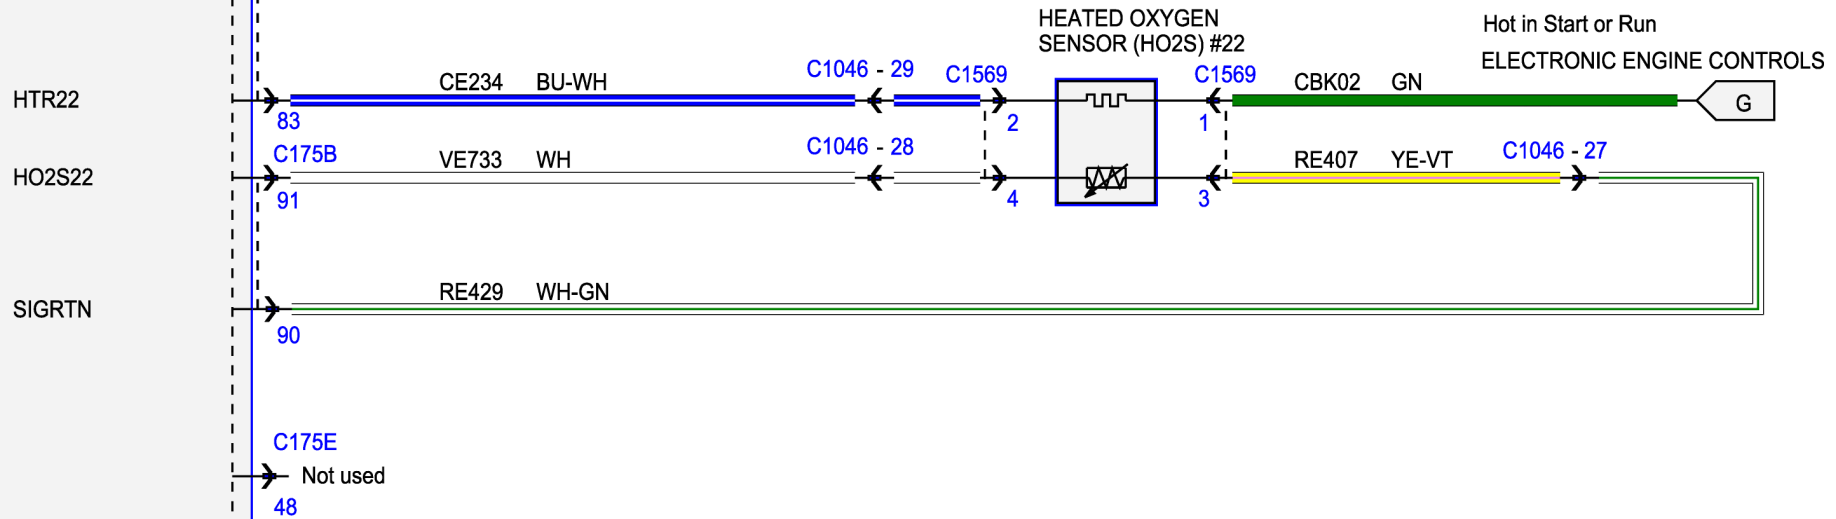 HEATED OXYGEN
SENSOR (HO2S) #22
Hot in Start or Run
ELECTRONIC ENGINE CONTROLS
HTR22
83
CE234 BU-WH
C1046 - 29
C1569
2
C1569
1
CBK02 GN
G
HO2S22
C175B
91
VE733 WH
C1046 - 28
4
3
RE407 YE-VT
C1046 - 27
SIGRTN
90
RE429 WH-GN
C175E
Not used
48